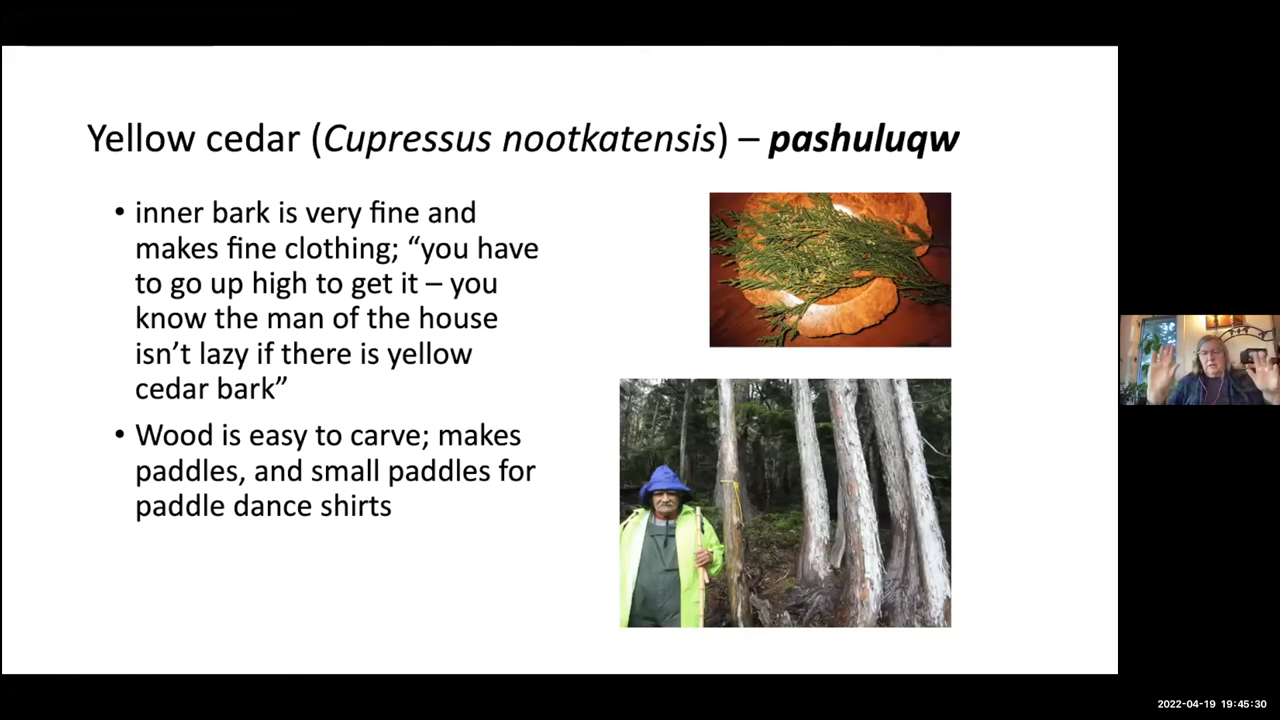 Yellow cedar (Cupressus nootkatensis) – pashuluqw
• inner bark is very fine and
makes fine clothing; “you have
to go up high to get it – you
know the man of the house
isn’t lazy if there is yellow
cedar bark”
• Wood is easy to carve; makes
paddles, and small paddles for
paddle dance shirts
2022-04-19 19:45:30